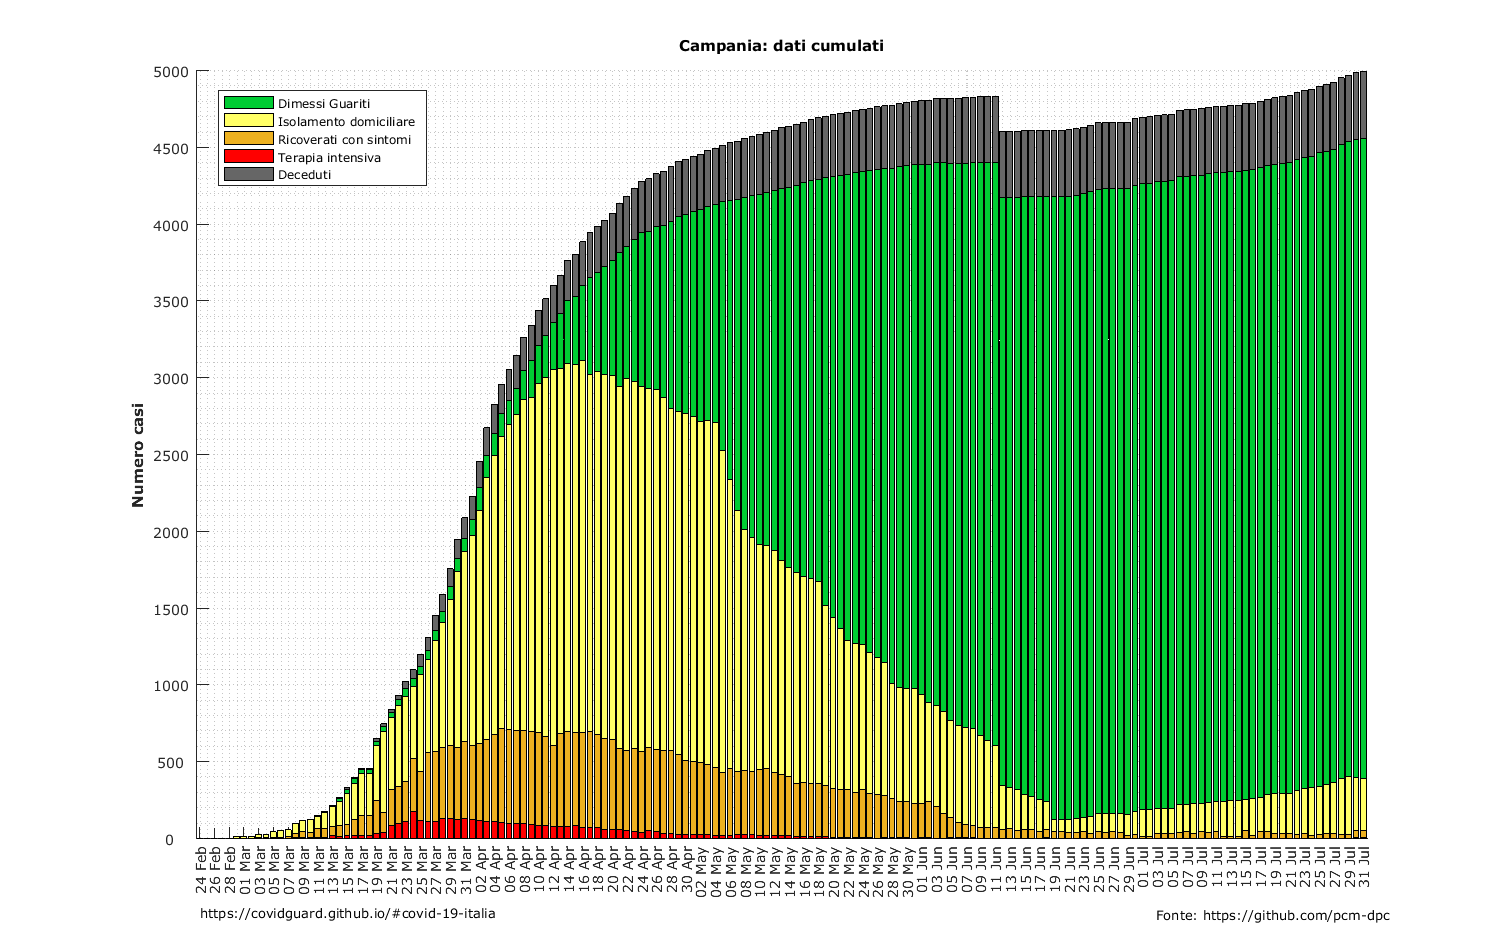 Campania: dati cumulati
5000
4500
4000
3500
3000
2500
2000
1500
1000
500
0
Numero casi
Dimessi Guariti
Isolamento domiciliare
Ricoverati con sintomi
Terapia intensiva
Deceduti
24 Feb
26 Feb
28 Feb
01 Mar
03 Mar
05 Mar
07 Mar
09 Mar
11 Mar
13 Mar
15 Mar
17 Mar
19 Mar
21 Mar
23 Mar
25 Mar
27 Mar
29 Mar
31 Mar
02 Apr
04 Apr
06 Apr
08 Apr
10 Apr
12 Apr
14 Apr
16 Apr
18 Apr
20 Apr
22 Apr
24 Apr
26 Apr
28 Apr
30 Apr
02 May
04 May
06 May
08 May
10 May
12 May
14 May
16 May
18 May
20 May
22 May
24 May
26 May
28 May
30 May
01 Jun
03 Jun
05 Jun
07 Jun
09 Jun
11 Jun
13 Jun
15 Jun
17 Jun
19 Jun
21 Jun
23 Jun
25 Jun
27 Jun
29 Jun
01 Jul
03 Jul
05 Jul
07 Jul
09 Jul
11 Jul
13 Jul
15 Jul
17 Jul
19 Jul
21 Jul
23 Jul
25 Jul
27 Jul
29 Jul
31 Jul
https://covidguard.github.io/#covid-19-italia
Fonte: https://github.com/pcm-dpc